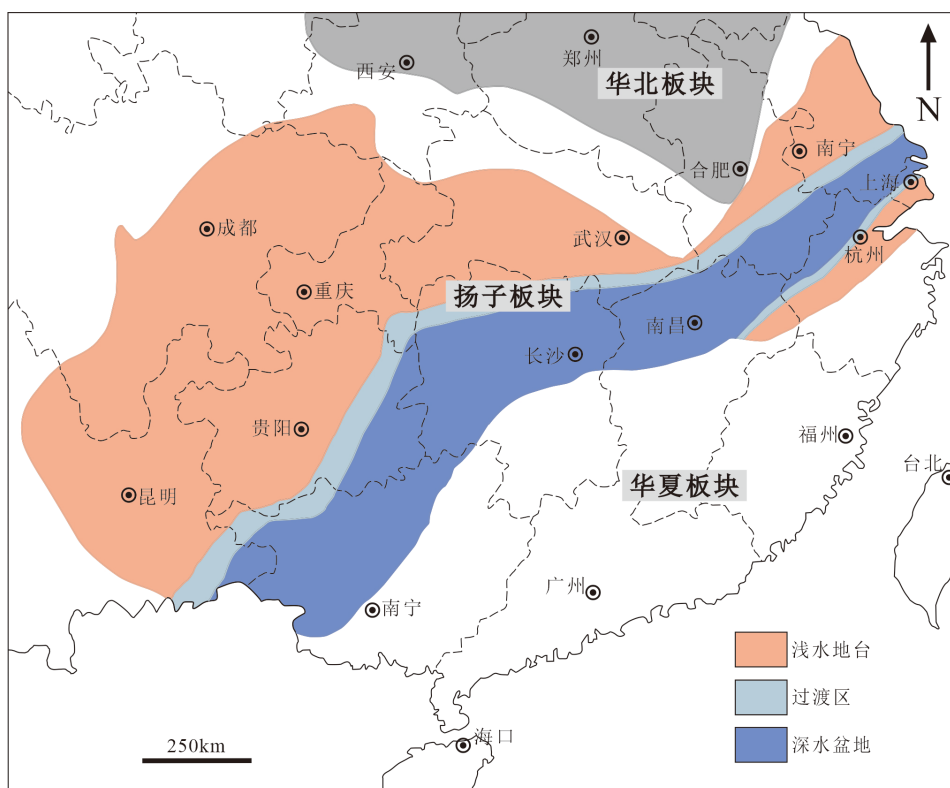 郑州
西安
华北板块
N
南宁
合肥
上海
成都
武汉
杭州
重庆
扬子板块
南昌
长沙
贵阳
福州
台北
华夏板块
昆明
广州
南宁
浅水地台
过渡区
250km
海口
深水盆地